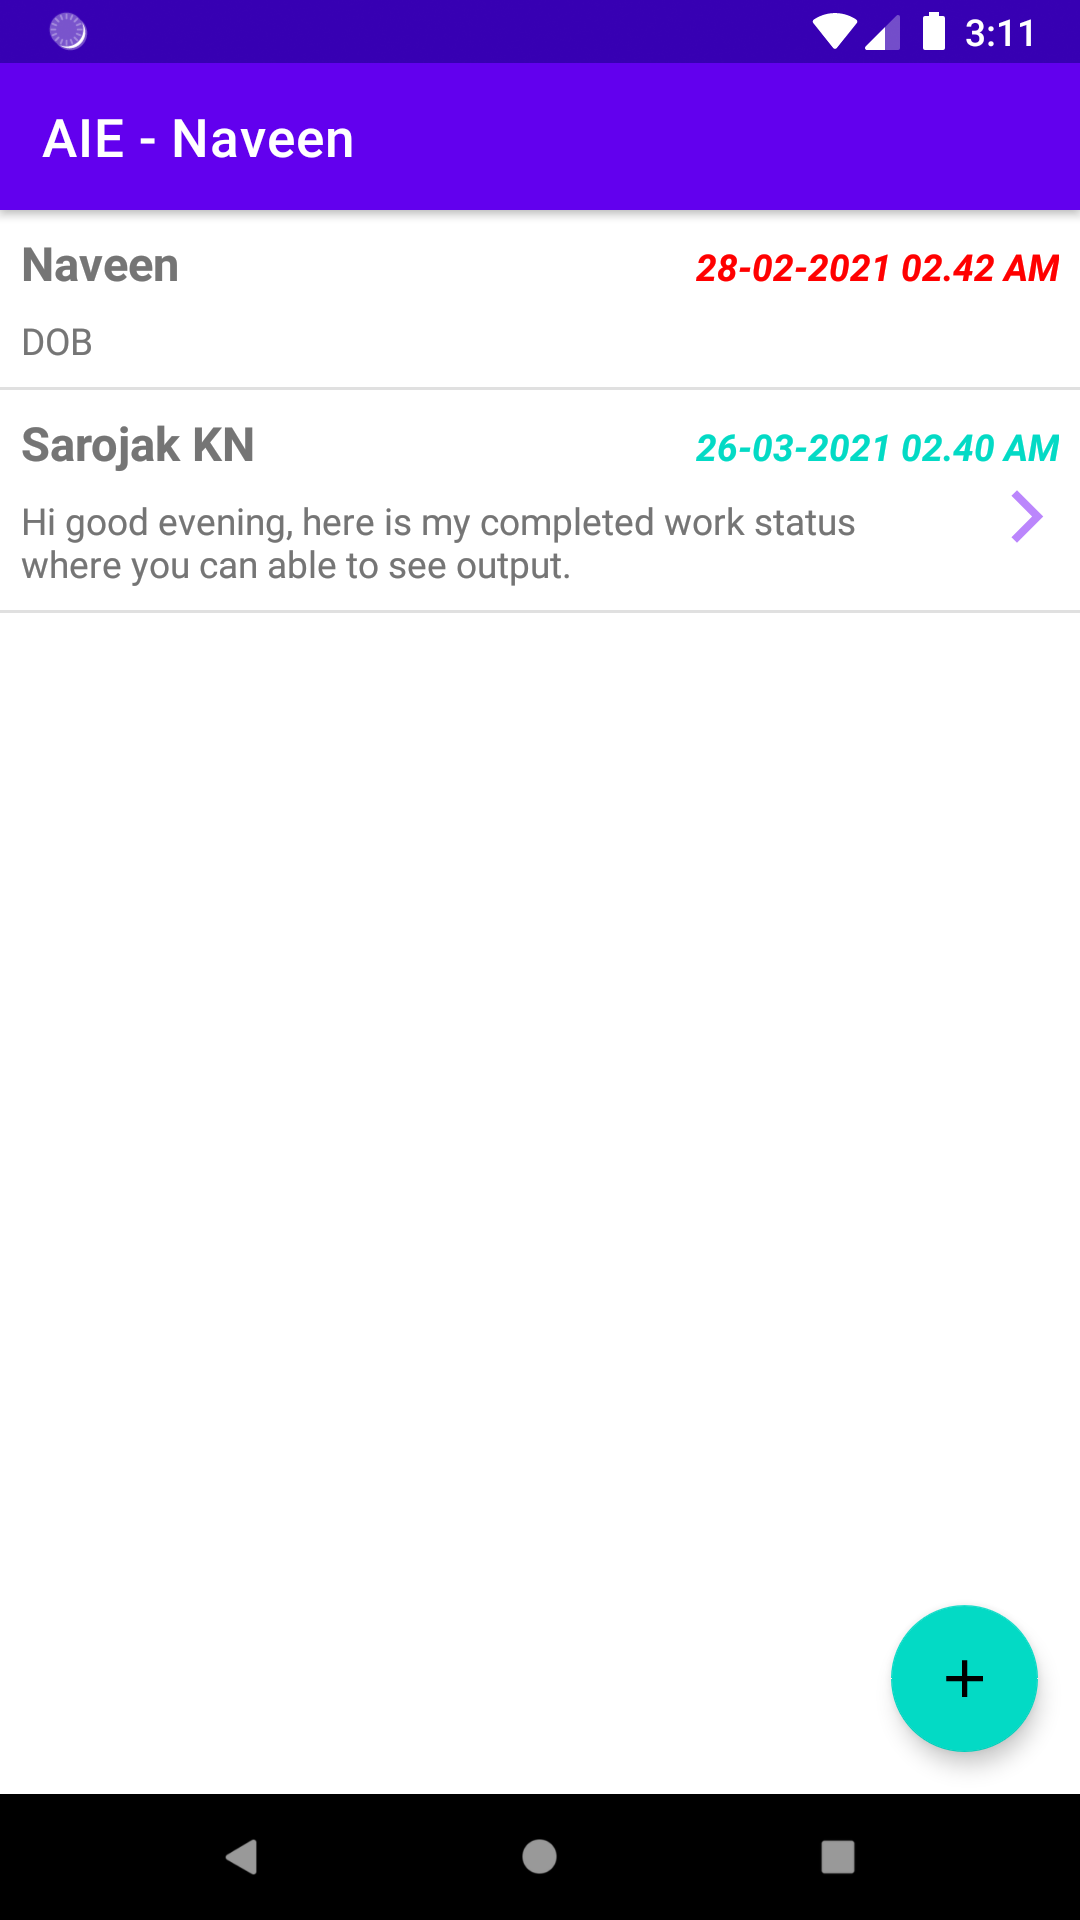 3:11
AIE - Naveen
Naveen
28-02-2021 02.42 AM
DOB
Sarojak KN
26-03-2021 02.40 AM
Hi good evening, here is my completed work status
where you can able to see output.